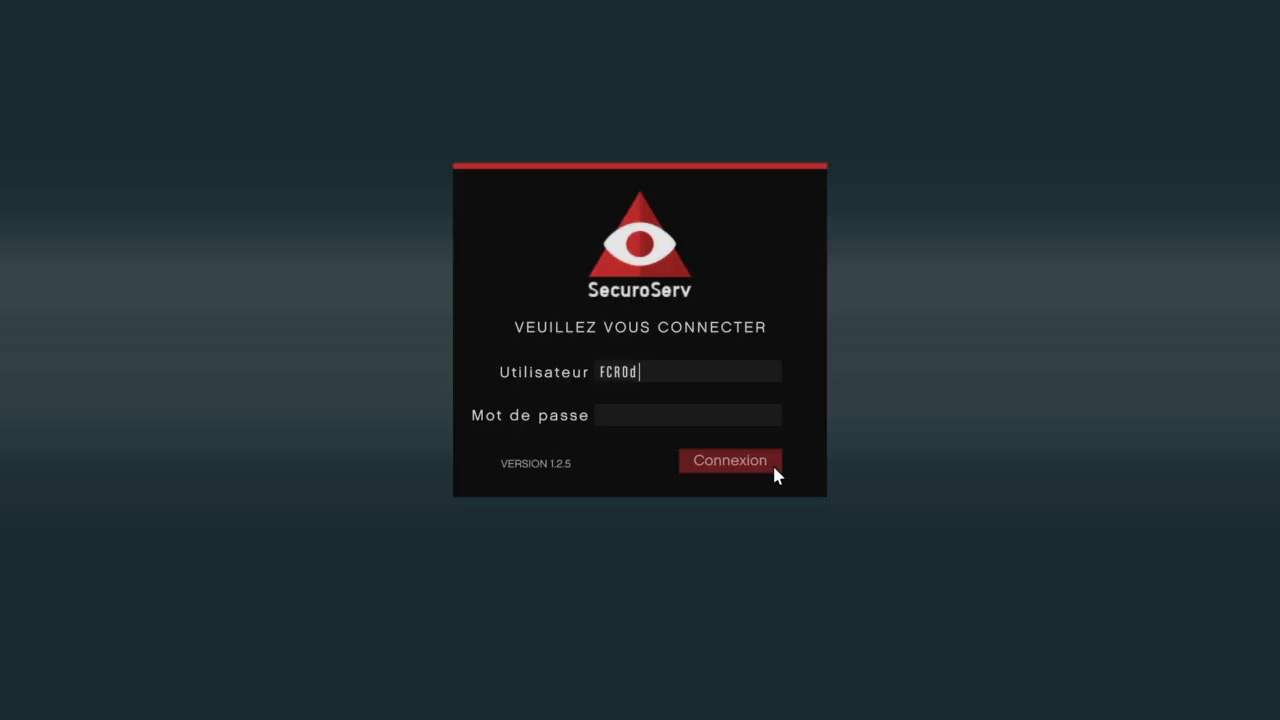 SecuroServ
VEUILLEZ VOUS CONNECTER
Utilisateur FCR0d
Mot de passe
VERSION 1.2.5 Connexion